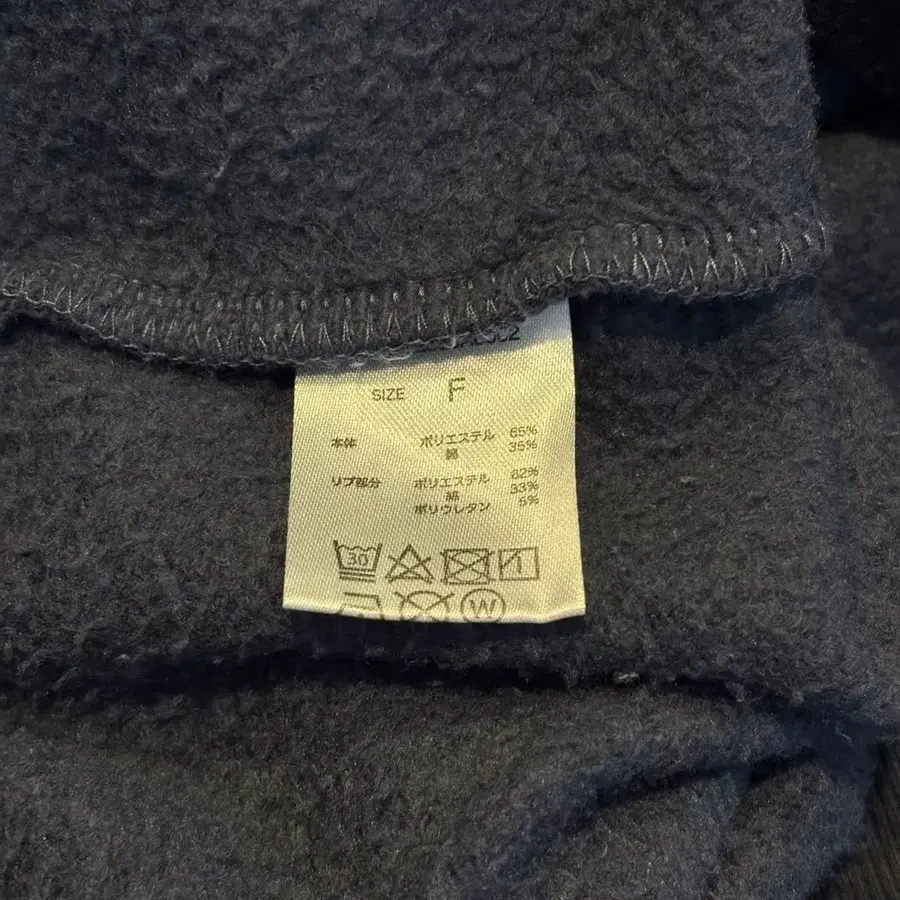 SIZE F
本体 ポリエステル 65%
綿 35%
リブ部分 ポリエステル 62%
綿 33%
ポリウレタン 5%
30
W